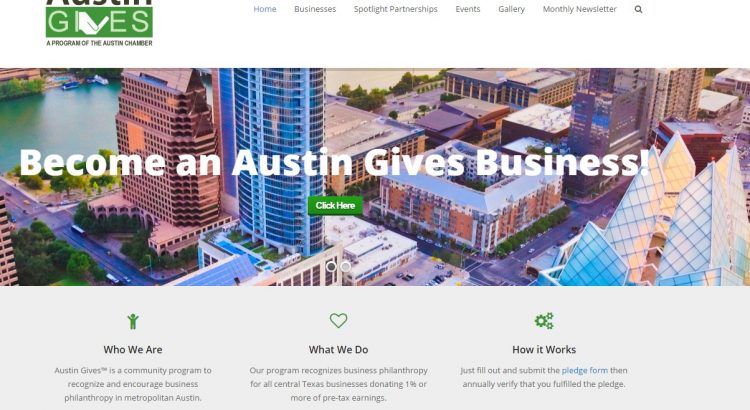 Austin
GIVES
A PROGRAM OF THE AUSTIN CHAMBER
Home Businesses Spotlight Partnerships Events Gallery Monthly Newsletter
Become an Austin Gives Business!
Click Here
Who We Are
Austin Gives™ is a community program to
recognize and encourage business
philanthropy in metropolitan Austin.
What We Do
Our program recognizes business philanthropy
for all central Texas businesses donating 1% or
more of pre-tax earnings.
How it Works
Just fill out and submit the pledge form then
annually verify that you fulfilled the pledge.